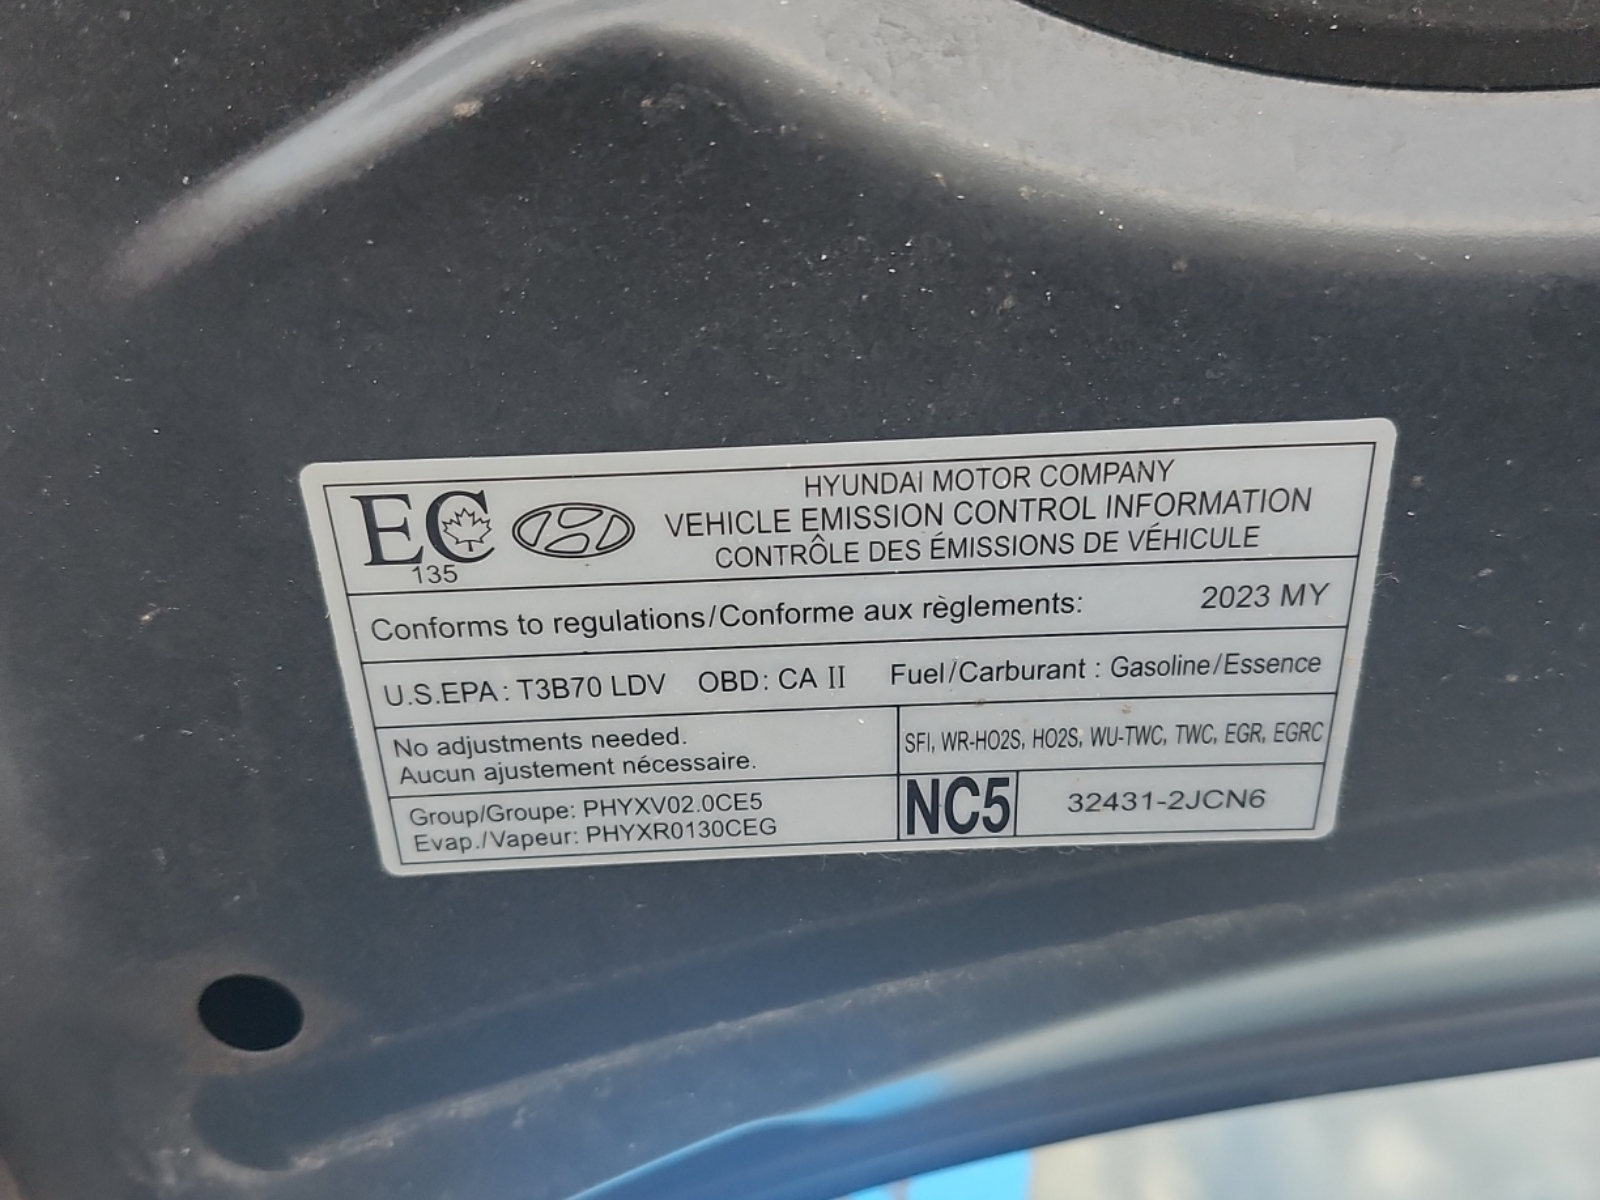 EC
135
HYUNDAI MOTOR COMPANY
VEHICLE EMISSION CONTROL INFORMATION
CONTRÔLE DES ÉMISSIONS DE VÉHICULE
Conforms to regulations/Conforme aux règlements: 2023 MY
U.S.EPA : T3B70 LDV OBD: CA II Fuel/Carburant : Gasoline/Essence
No adjustments needed.
Aucun ajustement nécessaire.
SFI, WR-HO2S, HO2S, WU-TWC, TWC, EGR, EGRC
Group/Groupe: PHYXV02.0CE5
Evap./Vapeur: PHYXR0130CEG
NC5
32431-2JCN6